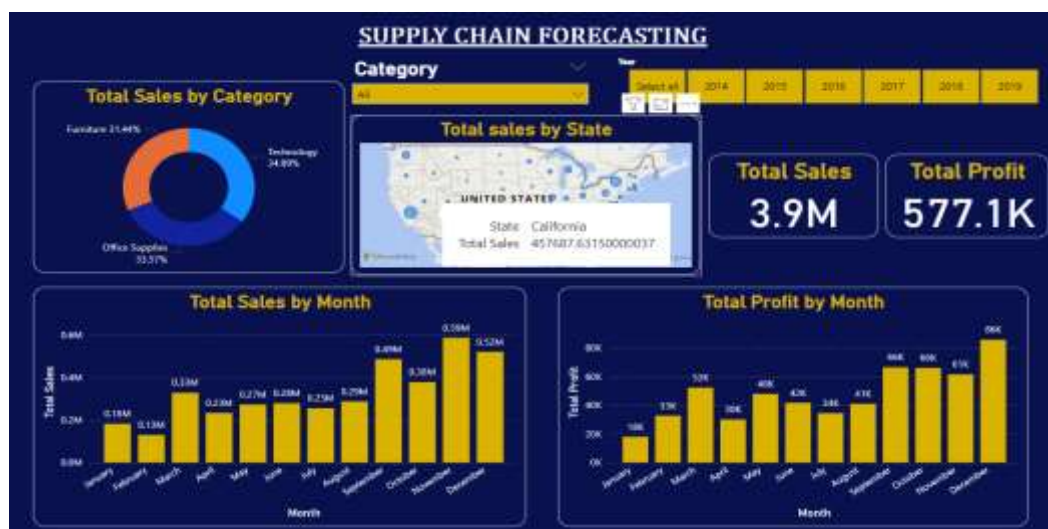 SUPPLY CHAIN FORECASTING
Category
All
Year
Select all
2014
2015
2016
2017
2018
2019
Total Sales by Category
Furniture 31.44%
Technology
34.89%
Office Supplies
Total sales by State
UNITED STATES
State California
Total Sales 457687.63150000037
Total Sales
3.9M
Total Profit
577.1K
Total Sales by Month
Total Sales
0.6M
0.4M
0.2M
0.0M
0.18M
0.13M
0.33M
0.23M
0.27M
0.28M
0.25M
0.29M
0.49M
0.38M
0.59M
0.52M
January
February
March
April
May
June
July
August
September
October
November
December
Month
Total Profit by Month
Total Profit
80K
60K
40K
20K
0K
18K
33K
52K
30K
48K
42K
34K
41K
66K
66K
61K
86K
January
February
March
April
May
June
July
August
September
October
November
December
Month